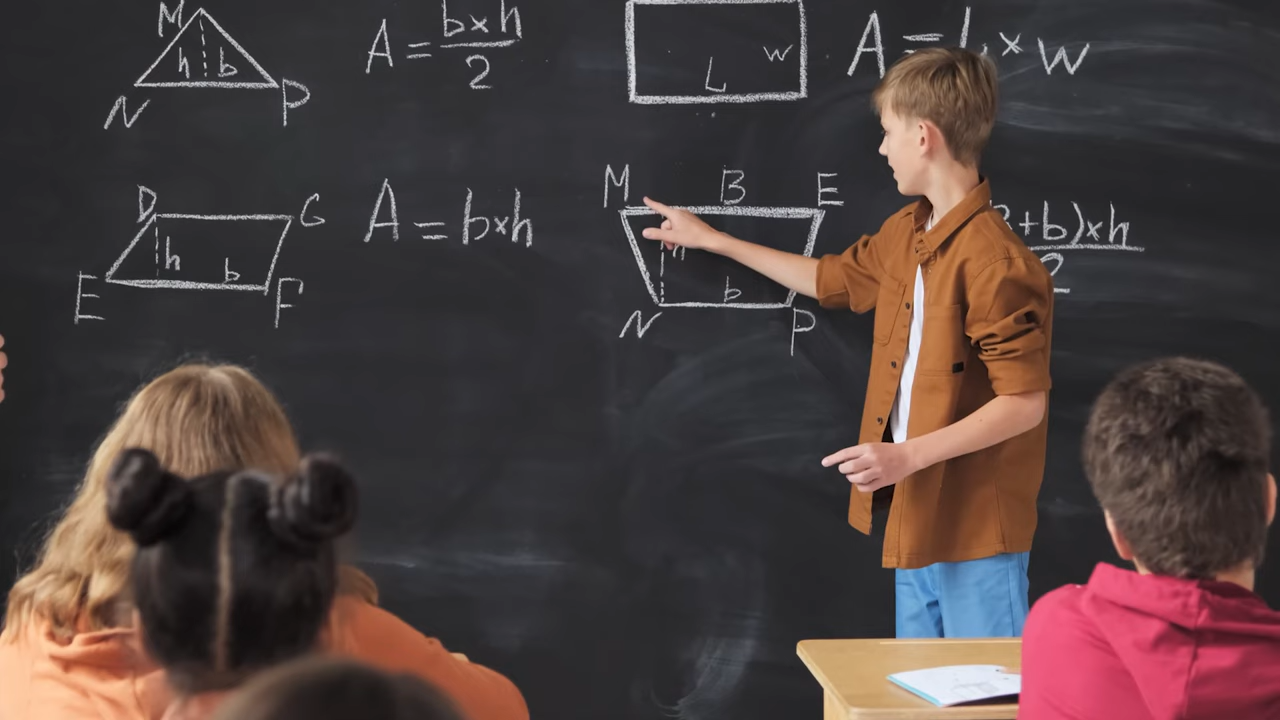 M
h b
N P
A = b×h
2
W
L
A = L × W
D G
h b
E F
A = b×h
M B E
h
b
N P
+b)×h
2